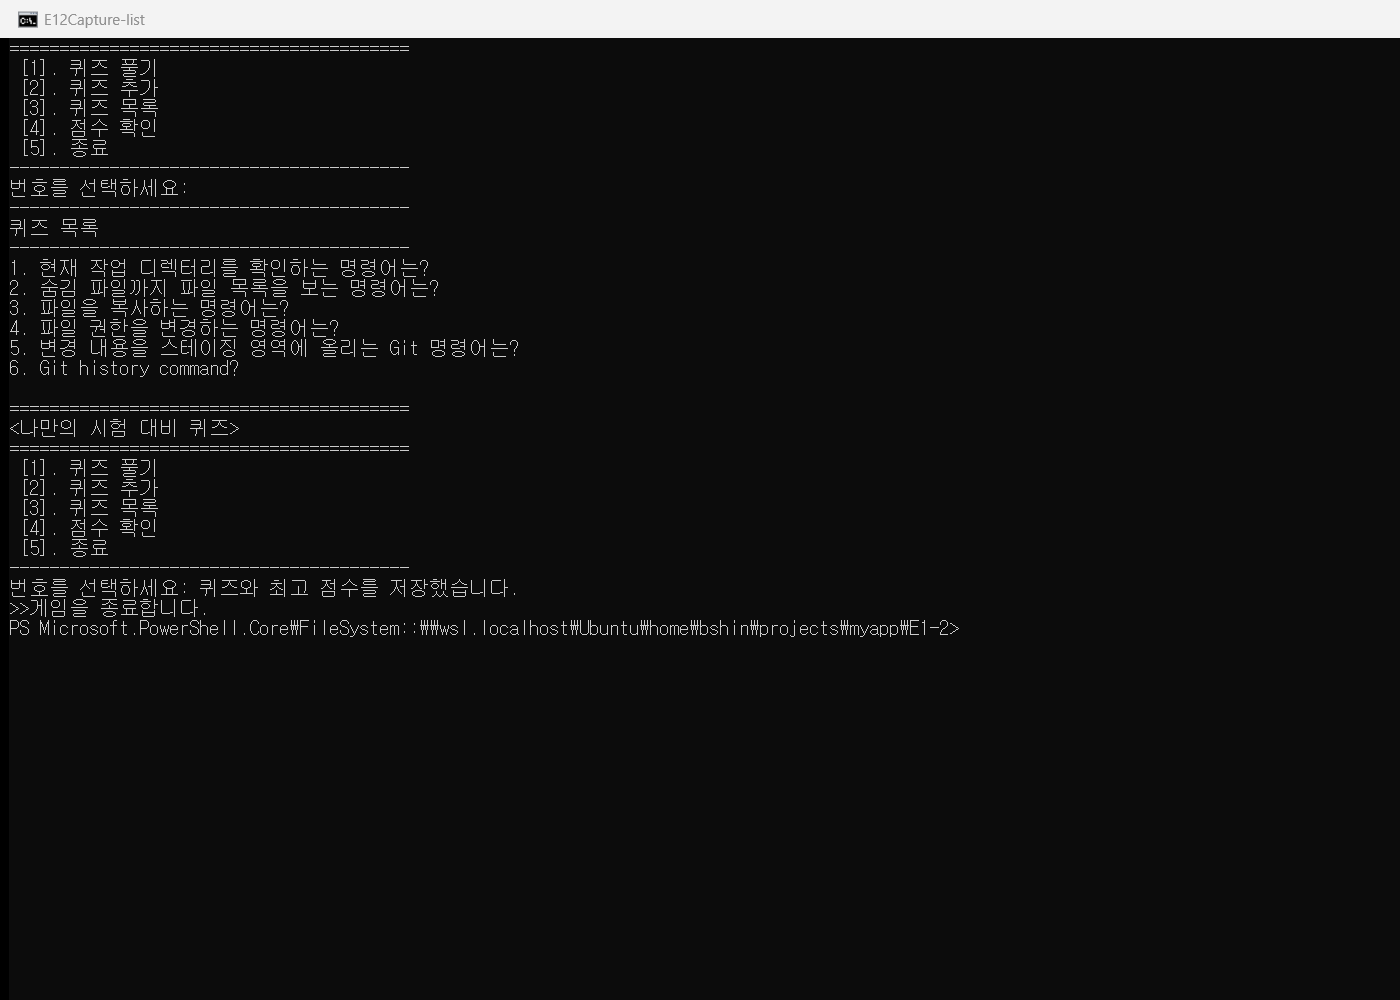 E12Capture-list
========================================
[1]. 퀴즈 풀기
[2]. 퀴즈 추가
[3]. 퀴즈 목록
[4]. 점수 확인
[5]. 종료
----------------------------------------
번호를 선택하세요:
----------------------------------------
퀴즈 목록
----------------------------------------
1. 현재 작업 디렉터리를 확인하는 명령어는?
2. 숨김 파일까지 파일 목록을 보는 명령어는?
3. 파일을 복사하는 명령어는?
4. 파일 권한을 변경하는 명령어는?
5. 변경 내용을 스테이징 영역에 올리는 Git 명령어는?
6. Git history command?
========================================
<나만의 시험 대비 퀴즈>
========================================
[1]. 퀴즈 풀기
[2]. 퀴즈 추가
[3]. 퀴즈 목록
[4]. 점수 확인
[5]. 종료
----------------------------------------
번호를 선택하세요: 퀴즈와 최고 점수를 저장했습니다.
>>게임을 종료합니다.
PS Microsoft.PowerShell.Core₩FileSystem::₩₩wsl.localhost₩Ubuntu₩home₩bshin₩projects₩myapp₩E1-2>